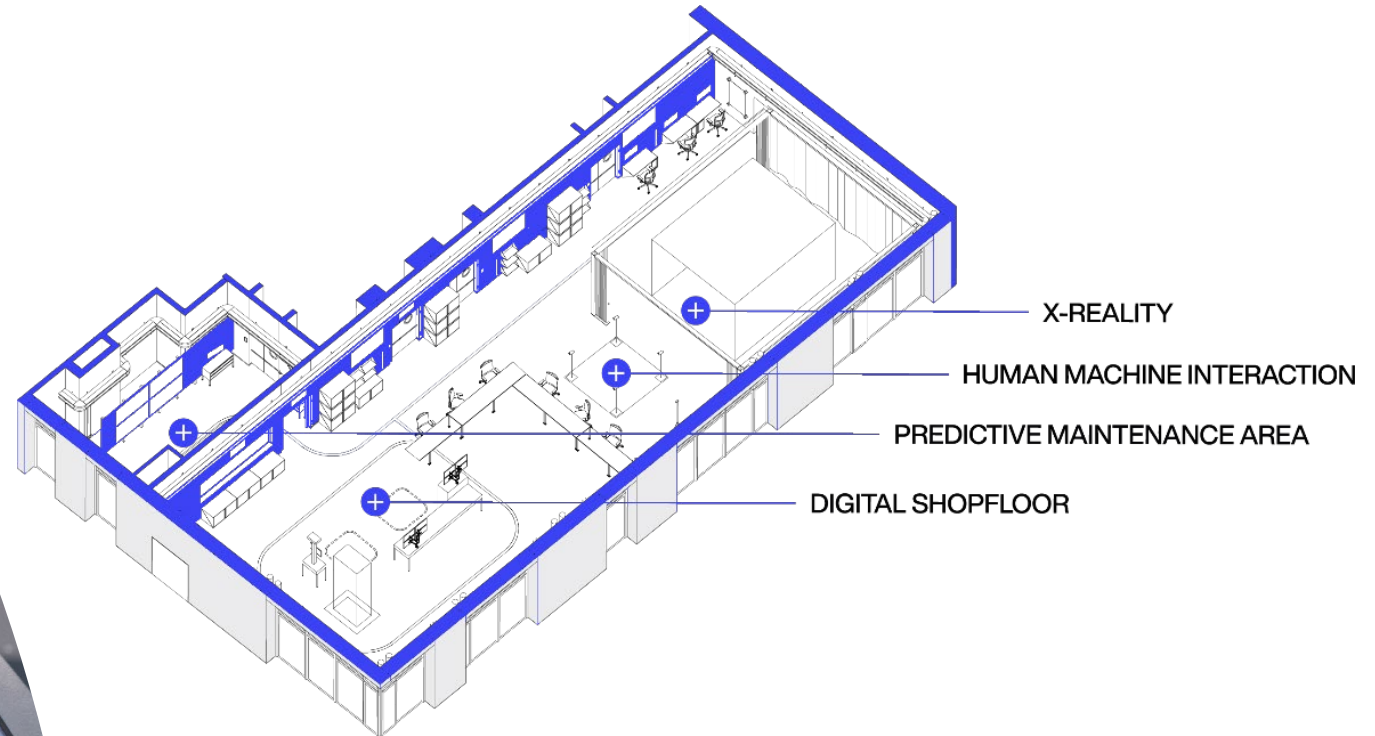 X-REALITY
HUMAN MACHINE INTERACTION
PREDICTIVE MAINTENANCE AREA
DIGITAL SHOPFLOOR